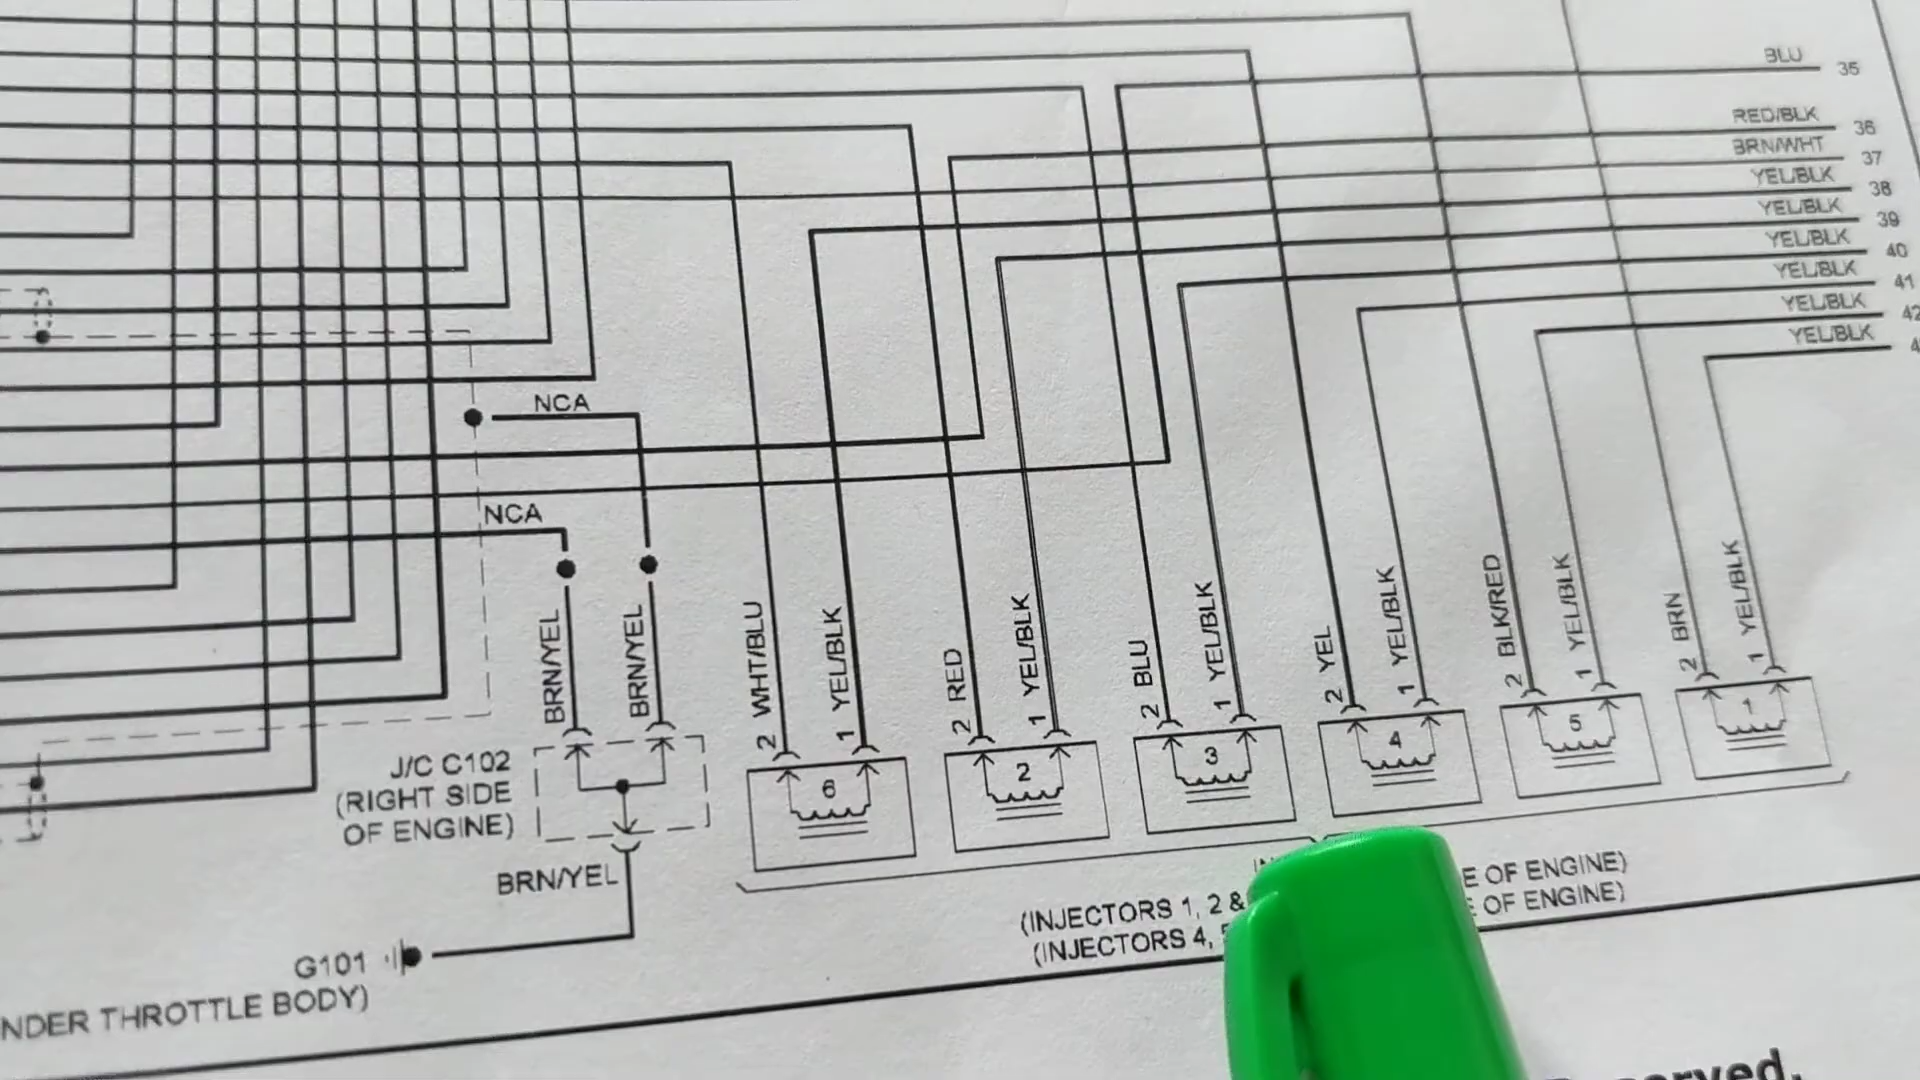 BLU 35
RED/BLK 36
BRN/WHT 37
YEL/BLK 38
YEL/BLK 39
YEL/BLK 40
YEL/BLK 41
YEL/BLK 42
YEL/BLK
NCA
NCA
BRN/YEL
BRN/YEL
2 WHT/BLU
1 YEL/BLK
2 RED
1 YEL/BLK
2 BLU
1 YEL/BLK
2 YEL
1 YEL/BLK
2 BLK/RED
1 YEL/BLK
2 BRN
1 YEL/BLK
6
2
3
4
5
1
J/C C102
(RIGHT SIDE
OF ENGINE)
BRN/YEL
G101
NDER THROTTLE BODY)
(INJECTORS 1, 2 & E OF ENGINE)
(INJECTORS 4, OF ENGINE)